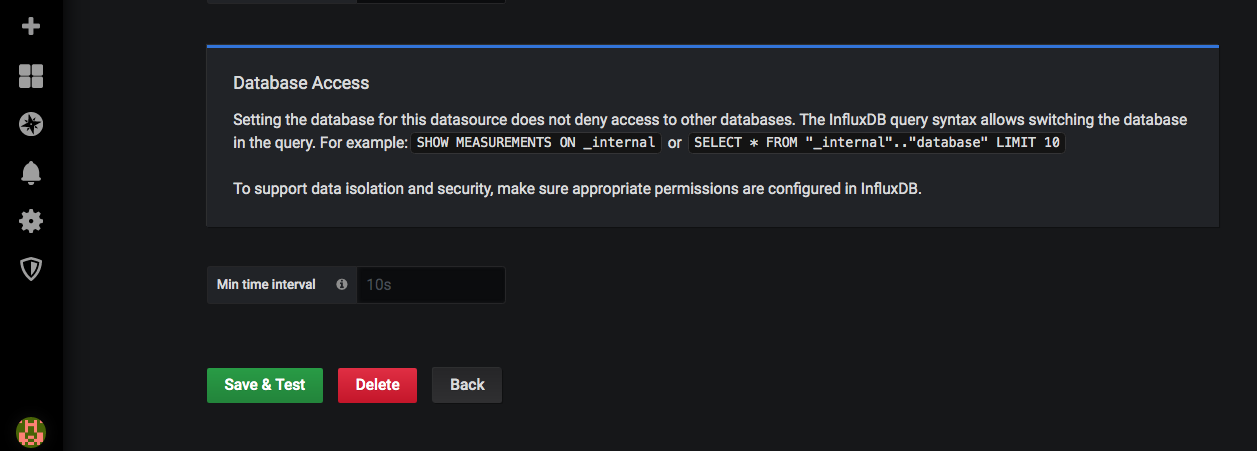 Database Access
Setting the database for this datasource does not deny access to other databases. The InfluxDB query syntax allows switching the database
in the query. For example: SHOW MEASUREMENTS ON _internal or SELECT * FROM "_internal".."database" LIMIT 10
To support data isolation and security, make sure appropriate permissions are configured in InfluxDB.
Min time interval 10s
Save & Test Delete Back